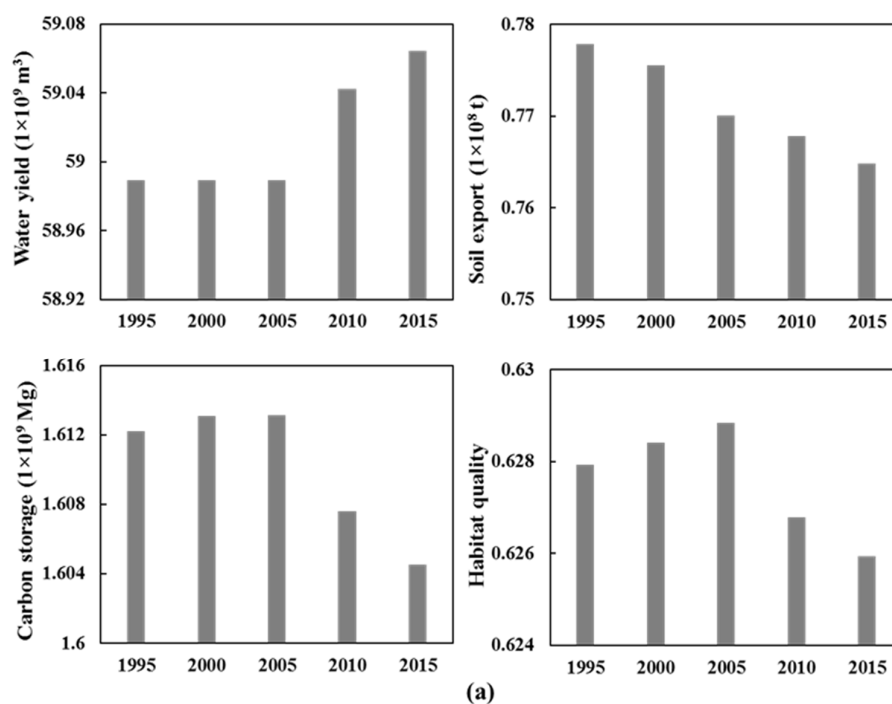 Water yield (1×10⁹ m³)
59.08
59.04
59
58.96
58.92
1995 2000 2005 2010 2015
Soil export (1×10⁸ t)
0.78
0.77
0.76
0.75
1995 2000 2005 2010 2015
Carbon storage (1×10⁹ Mg)
1.616
1.612
1.608
1.604
1.6
1995 2000 2005 2010 2015
Habitat quality
0.63
0.628
0.626
0.624
1995 2000 2005 2010 2015
(a)